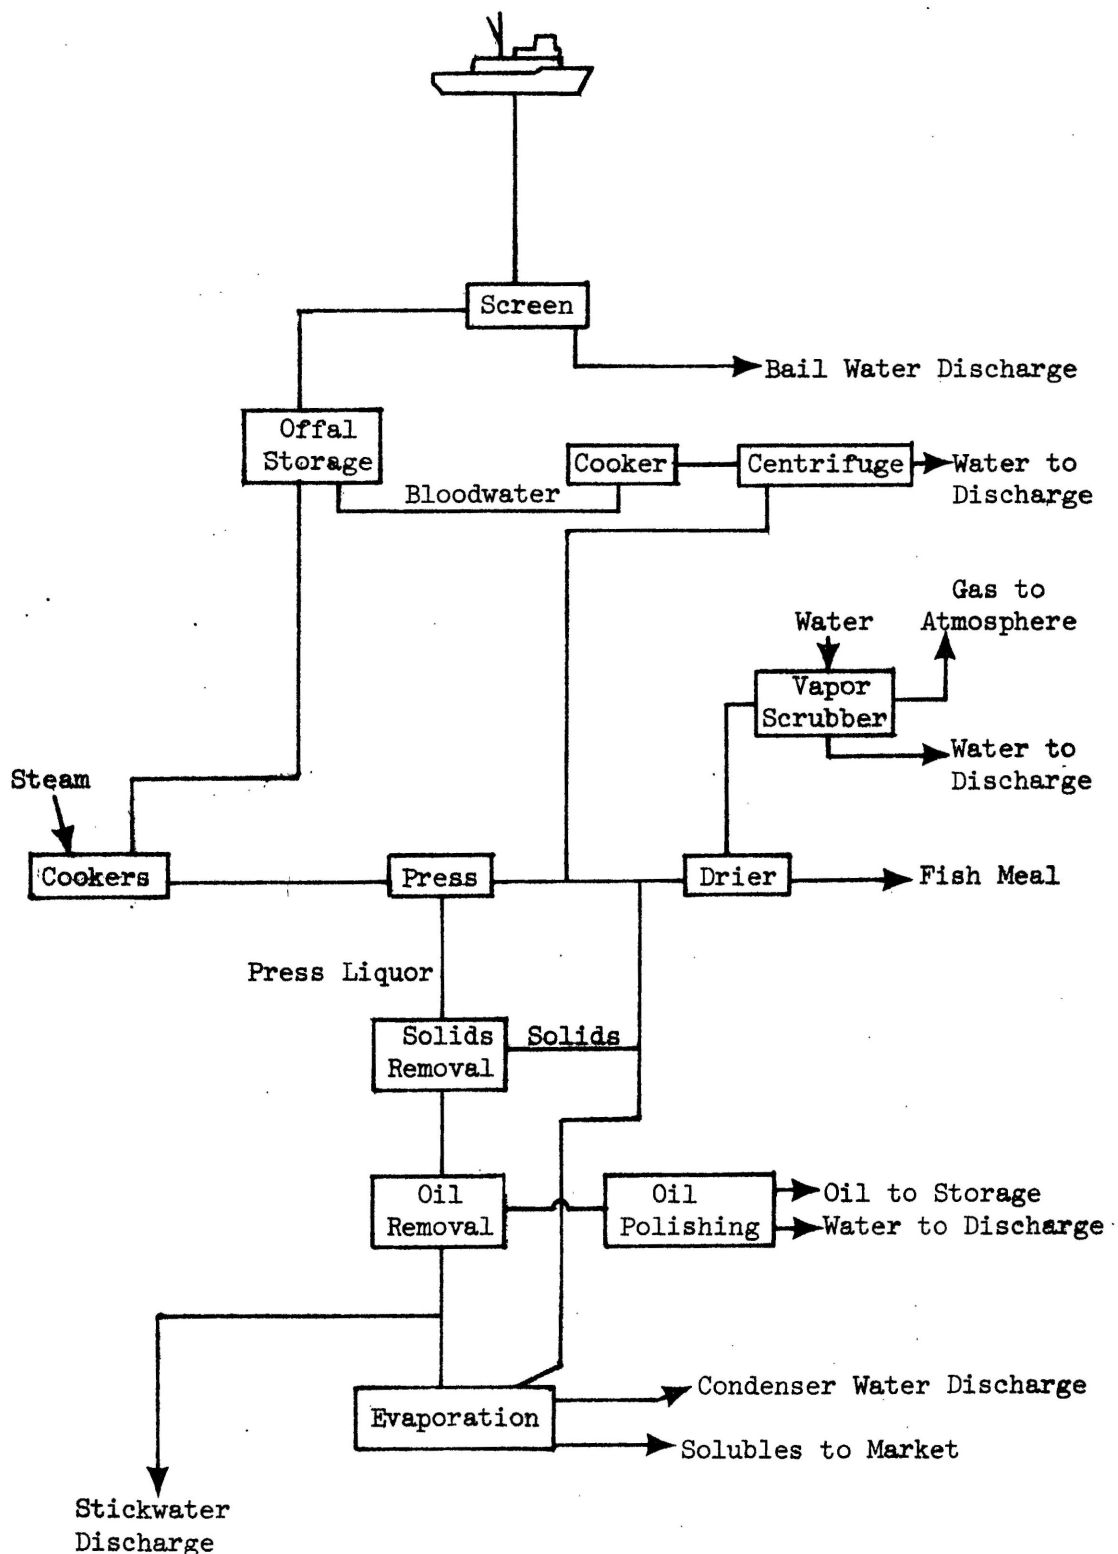 Screen
Bail Water Discharge
Offal
Storage
Bloodwater
Cooker
Centrifuge
Water to
Discharge
Gas to
Atmosphere
Water
Vapor
Scrubber
Water to
Discharge
Steam
Cookers
Press
Drier
Fish Meal
Press Liquor
Solids
Removal
Solids
Oil
Removal
Oil
Polishing
Oil to Storage
Water to Discharge
Evaporation
Condenser Water Discharge
Solubles to Market
Stickwater
Discharge